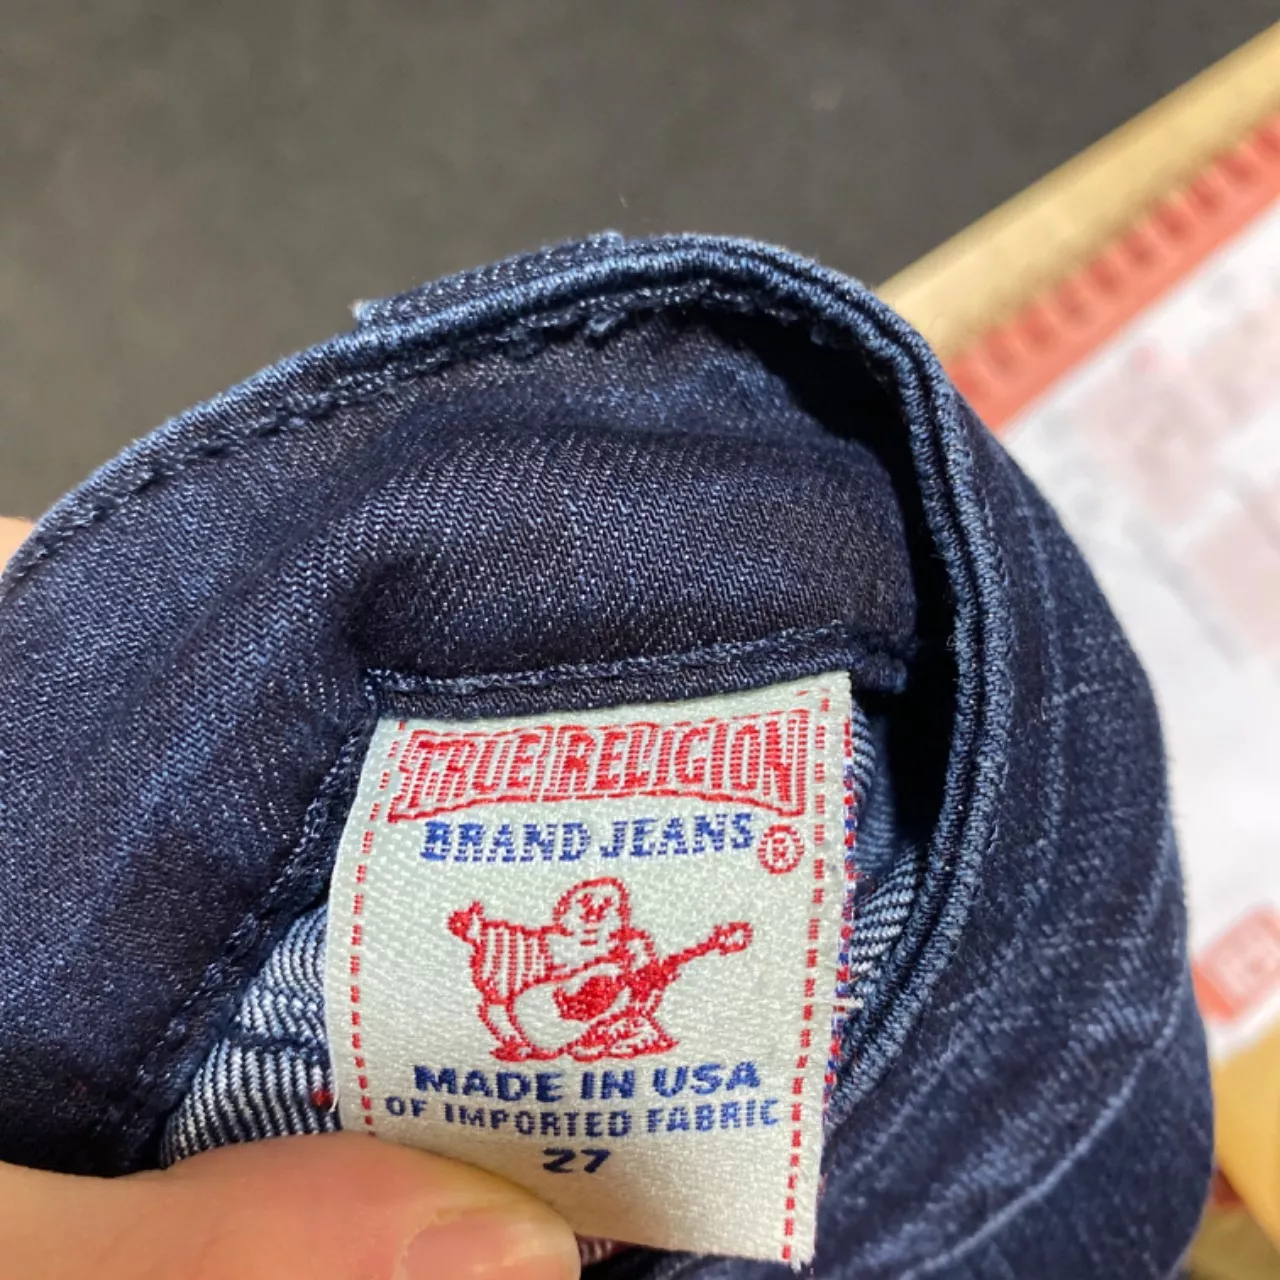 TRUE RELIGION
BRAND JEANS ®
MADE IN USA
OF IMPORTED FABRIC
27